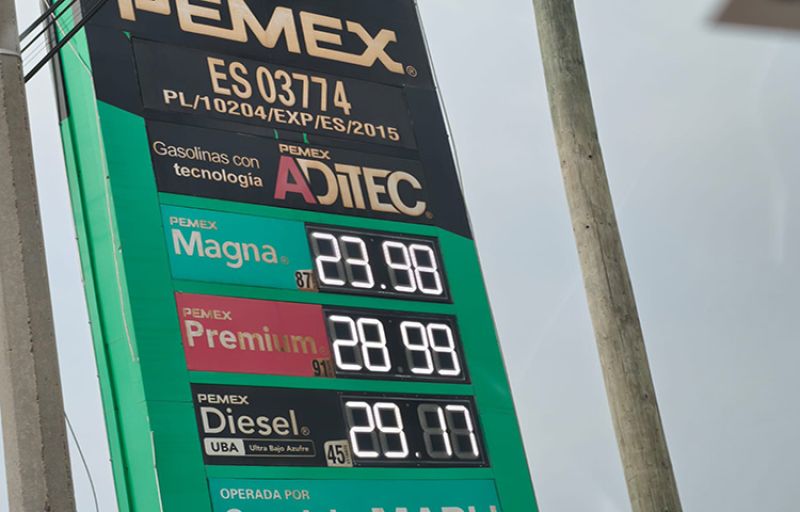 PEMEX®
ES 03774
PL/10204/EXP/ES/2015
Gasolinas con
tecnología
PEMEX
ADITEC®
PEMEX
Magna®
87
23.98
PEMEX
Premium
91
28.99
PEMEX
Diesel®
UBA Ultra Bajo Azufre
45
29.17
OPERADA POR